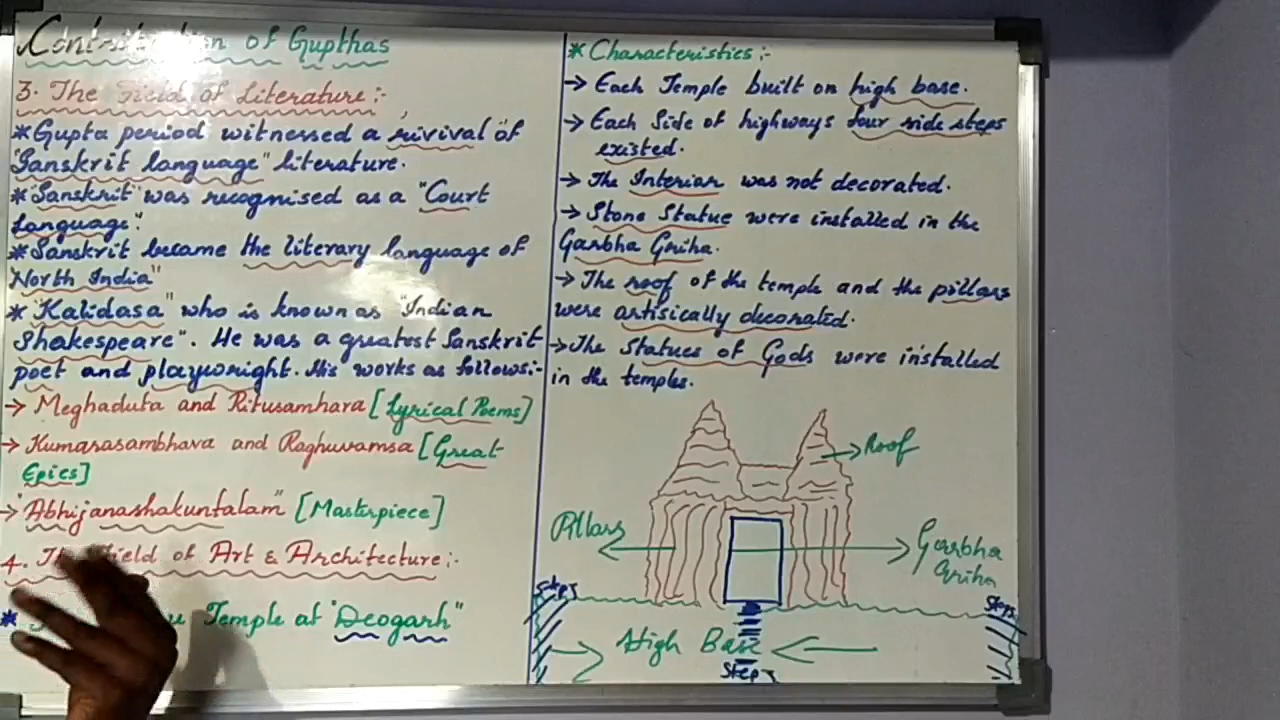 of Gupthas
3. The Field of Literature:-
*Gupta period witnessed a rivival of
"Sanskrit language" literature.
*"Sanskrit" was recognised as a "Court
Language".
*Sanskrit became the literary language of
North India"
*"Kalidasa" who is known as "Indian
Shakespeare". He was a greatest Sanskrit
poet and playwright. His works as follows:-
→ Meghaduta and Ritusamhara [Lyrical Poems]
→ Kumarasambhava and Raghuvamsa [Great
Epics]
→ "Abhijanashakuntalam" [Masterpiece]
4. The Field of Art & Architecture:-
* Temple at "Deogarh"
*Characteristics:-
→ Each Temple built on high base.
→ Each Side of highways four side steps
existed.
→ The Interior was not decorated.
→ Stone Statue were installed in the
Garbha Griha.
→ The roof of the temple and the pillars
were artisically decorated.
→ The Statues of Gods were installed
in the temples.
→ Roof
Pillars
Garbha
Griha
Steps
Steps
High Base
Steps